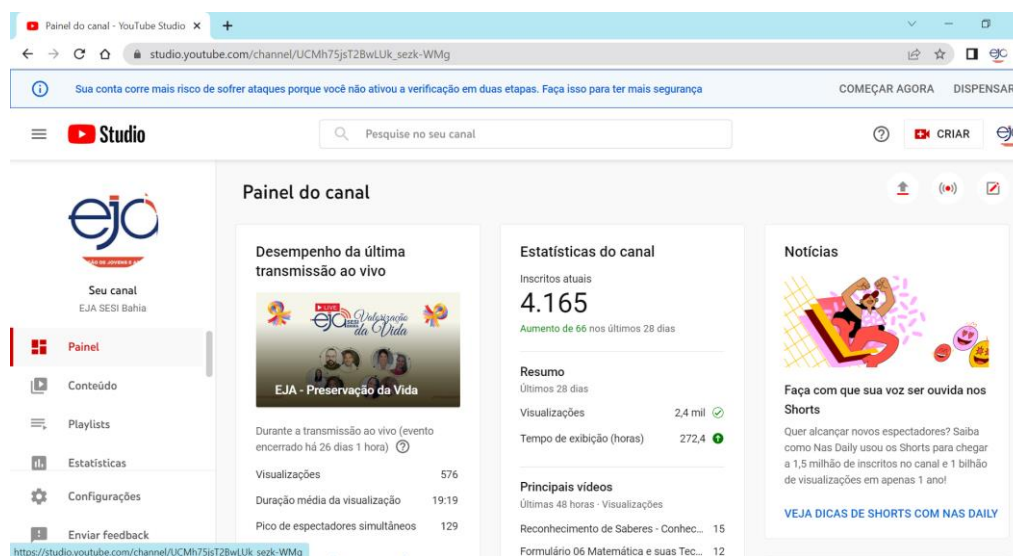 Painel do canal - YouTube Studio
studio.youtube.com/channel/UCMh75jsT2BwLUk_sezk-WMg
ejc
Sua conta corre mais risco de sofrer ataques porque você não ativou a verificação em duas etapas. Faça isso para ter mais segurança
COMEÇAR AGORA
DISPENSAR
Studio
Pesquise no seu canal
CRIAR
Painel do canal
eja
Seu canal
EJA SESI Bahia
Painel
Conteúdo
Playlists
Estatísticas
Configurações
Enviar feedback
Desempenho da última
transmissão ao vivo
LIVE
eja SESI Valorização
da Vida
EJA - Preservação da Vida
Durante a transmissão ao vivo (evento
encerrado há 26 dias 1 hora)
Visualizações 576
Duração média da visualização 19:19
Pico de espectadores simultâneos 129
Estatísticas do canal
Inscritos atuais
4.165
Aumento de 66 nos últimos 28 dias
Resumo
Últimos 28 dias
Visualizações 2,4 mil
Tempo de exibição (horas) 272,4
Principais vídeos
Últimas 48 horas · Visualizações
Reconhecimento de Saberes - Conhec... 15
Formulário 06 Matemática e suas Tec... 12
Notícias
Faça com que sua voz ser ouvida nos
Shorts
Quer alcançar novos espectadores? Saiba
como Nas Daily usou os Shorts para chegar
a 1,5 milhão de inscritos no canal e 1 bilhão
de visualizações em apenas 1 ano!
VEJA DICAS DE SHORTS COM NAS DAILY
https://studio.youtube.com/channel/UCMh75jsT2BwLUk_sezk-WMg